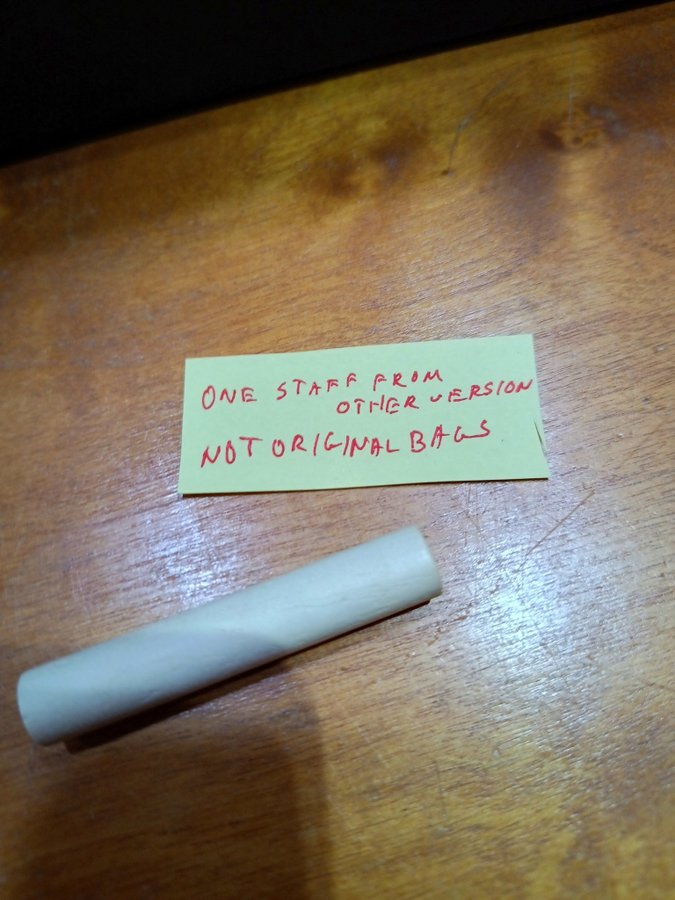 ONE STAFF FROM
OTHER VERSION
NOT ORIGINAL BAGS